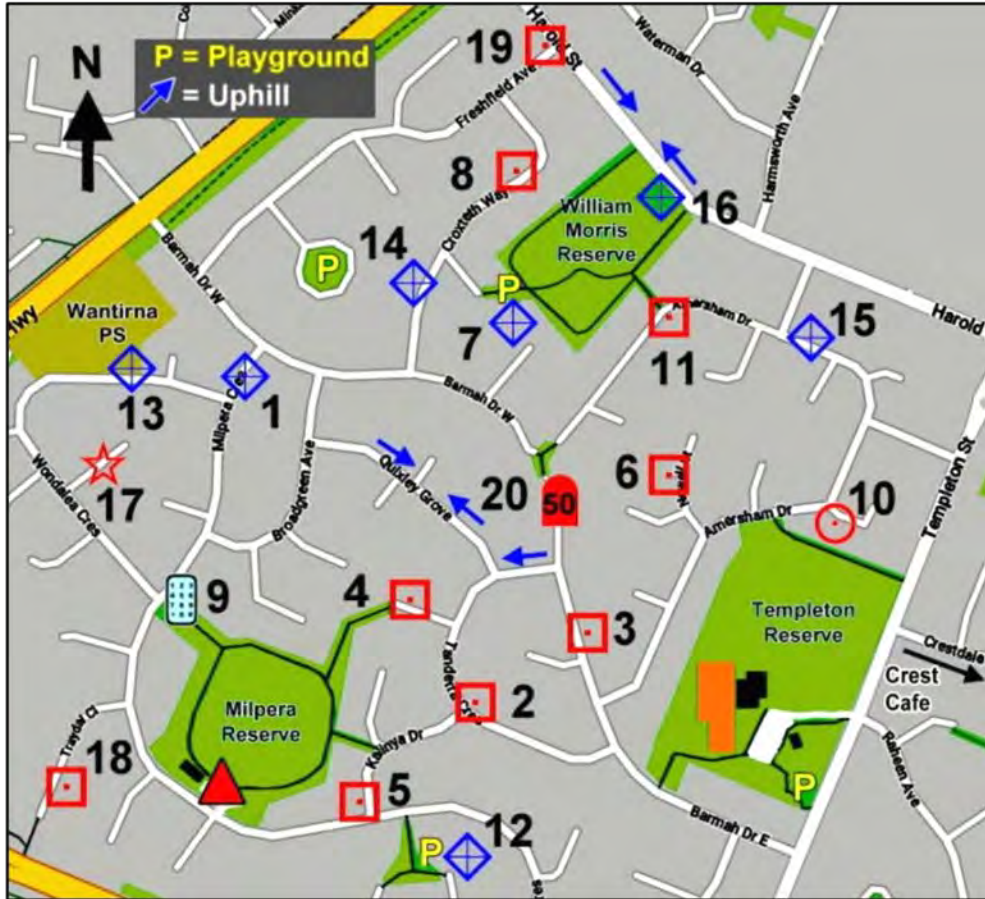 P = Playground
= Uphill
N
19
Harold St
Waterman Dr
Freshfield Ave
Harmsworth Ave
8
William
Morris
Reserve
16
Croxteth Way
14
P
Barmah Dr W
P
7
Wantirna
PS
Hwy
Amersham Dr
11
15
Harold
13
1
Milpera Cres
Barmah Dr W
17
Wondalea Cres
Broadgreen Ave
Quixley Grove
20
50
6
Amersham Dr
10
Templeton St
9
4
3
Templeton
Reserve
Crestdale
Crest
Cafe
Milpera
Reserve
2
Kalinya Dr
Traydal Cl
18
5
P
12
P
Raheen Ave
Barmah Dr E